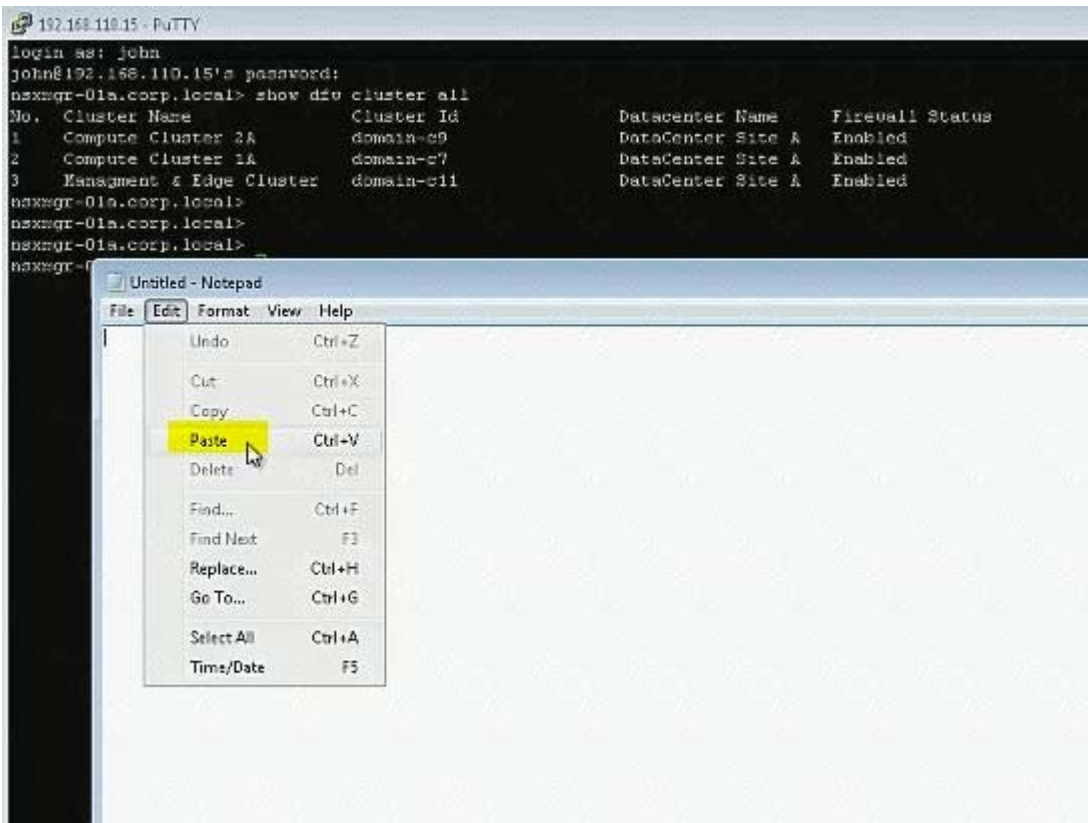 192.168.110.15 - PuTTY
login as: john
john@192.168.110.15's password:
nsxmgr-01a.corp.local> show dfw cluster all
No. Cluster Name Cluster Id Datacenter Name Firewall Status
1 Compute Cluster 2A domain-c9 DataCenter Site A Enabled
2 Compute Cluster 1A domain-c7 DataCenter Site A Enabled
3 Managment & Edge Cluster domain-c11 DataCenter Site A Enabled
nsxmgr-01a.corp.local>
nsxmgr-01a.corp.local>
nsxmgr-01a.corp.local>
nsxmgr-0
Untitled - Notepad
File Edit Format View Help
Undo Ctrl+Z
Cut Ctrl+X
Copy Ctrl+C
Paste Ctrl+V
Delete Del
Find... Ctrl+F
Find Next F3
Replace... Ctrl+H
Go To... Ctrl+G
Select All Ctrl+A
Time/Date F5